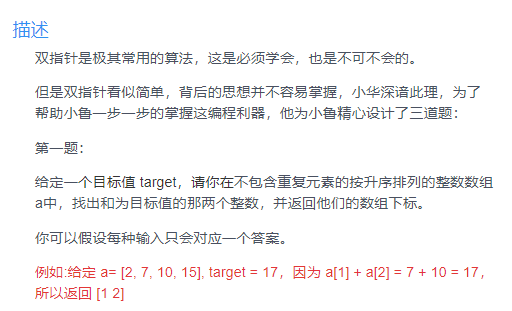 描述
双指针是极其常用的算法，这是必须学会，也是不可不会的。
但是双指针看似简单，背后的思想并不容易掌握，小华深谙此理，为了
帮助小鲁一步一步的掌握这编程利器，他为小鲁精心设计了三道题：
第一题：
给定一个目标值 target，请你在不包含重复元素的按升序排列的整数数组
a中，找出和为目标值的那两个整数，并返回他们的数组下标。
你可以假设每种输入只会对应一个答案。
例如:给定 a= [2, 7, 10, 15], target = 17，因为 a[1] + a[2] = 7 + 10 = 17，
所以返回 [1 2]